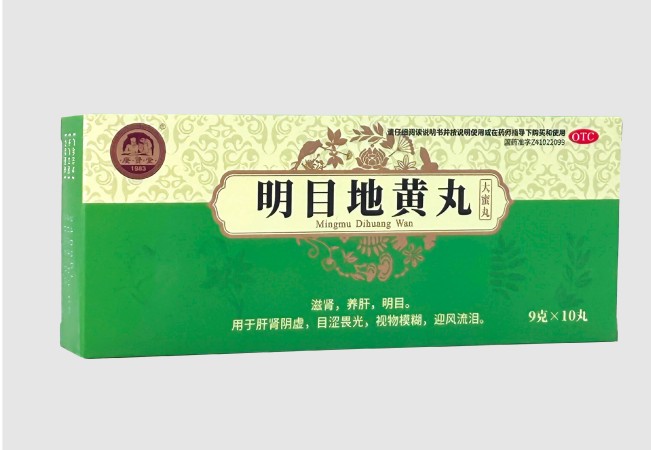 请仔细阅读说明书并按说明使用或在药师指导下购买和使用
OTC
国药准字Z41022099
®
1983
明目地黄丸
大蜜丸
Mingmu Dihuang Wan
滋肾，养肝，明目。
用于肝肾阴虚，目涩畏光，视物模糊，迎风流泪。
9克×10丸